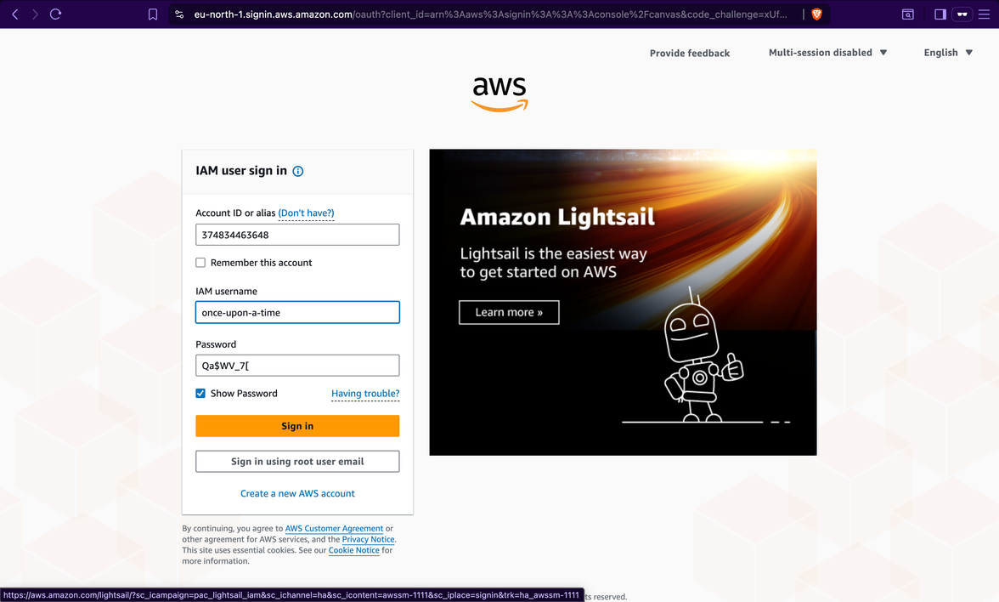 eu-north-1.signin.aws.amazon.com/oauth?client_id=arn%3Aaws%3Asignin%3A%3A%3Aconsole%2Fcanvas&code_challenge=xUf...
Provide feedback
Multi-session disabled
English
aws
IAM user sign in
Account ID or alias (Don't have?)
374834463648
Remember this account
IAM username
once-upon-a-time
Password
Qa$WV_7[
Show Password
Having trouble?
Sign in
Sign in using root user email
Create a new AWS account
By continuing, you agree to AWS Customer Agreement or
other agreement for AWS services, and the Privacy Notice.
This site uses essential cookies. See our Cookie Notice for
more information.
Amazon Lightsail
Lightsail is the easiest way
to get started on AWS
Learn more »
https://aws.amazon.com/lightsail/?sc_icampaign=pac_lightsail_iam&sc_ichannel=ha&sc_icontent=awssm-1111&sc_iplace=signin&trk=ha_awssm-1111
ts reserved.